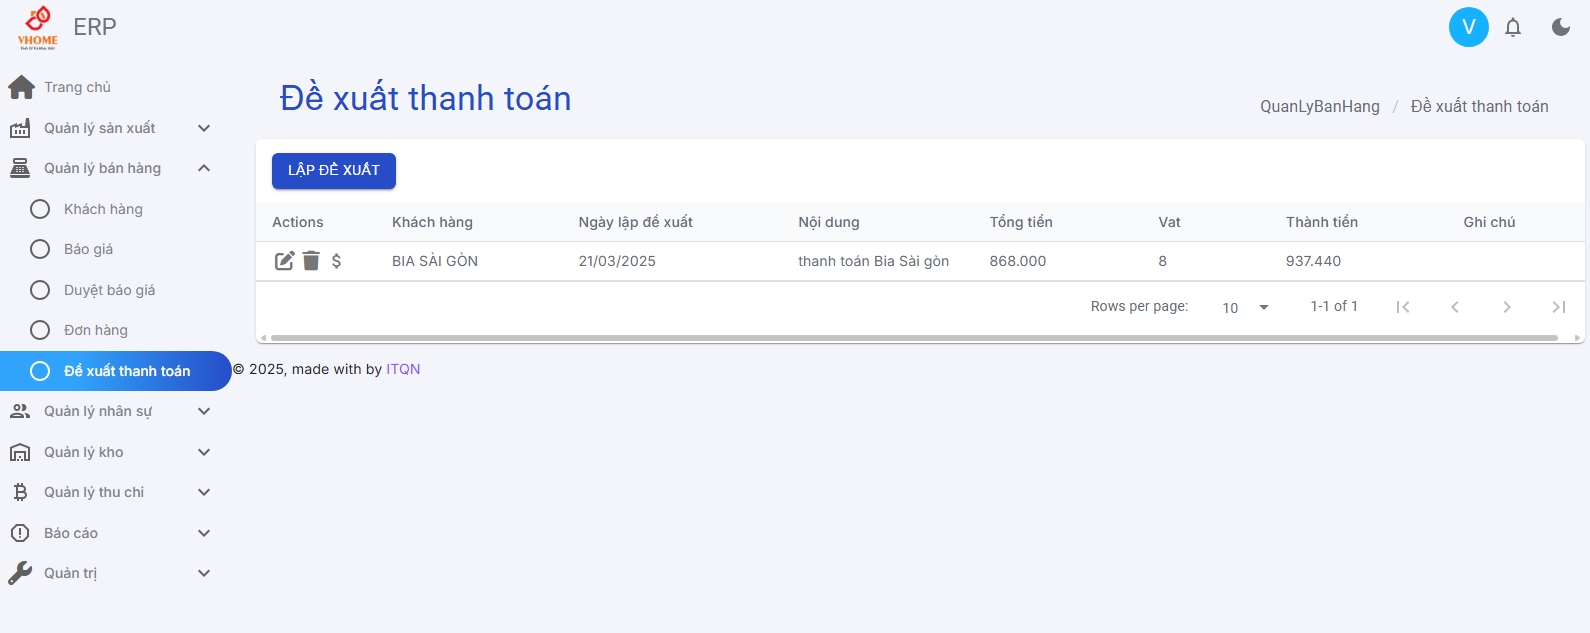 VHOME
ERP
V
Trang chủ
Quản lý sản xuất
Quản lý bán hàng
Khách hàng
Báo giá
Duyệt báo giá
Đơn hàng
Đề xuất thanh toán
Quản lý nhân sự
Quản lý kho
Quản lý thu chi
Báo cáo
Quản trị
Đề xuất thanh toán
QuanLyBanHang / Đề xuất thanh toán
LẬP ĐỀ XUẤT
Actions Khách hàng Ngày lập đề xuất Nội dung Tổng tiền Vat Thành tiền Ghi chú
$ BIA SÀI GÒN 21/03/2025 thanh toán Bia Sài gòn 868.000 8 937.440
Rows per page: 10 1-1 of 1
© 2025, made with by ITQN